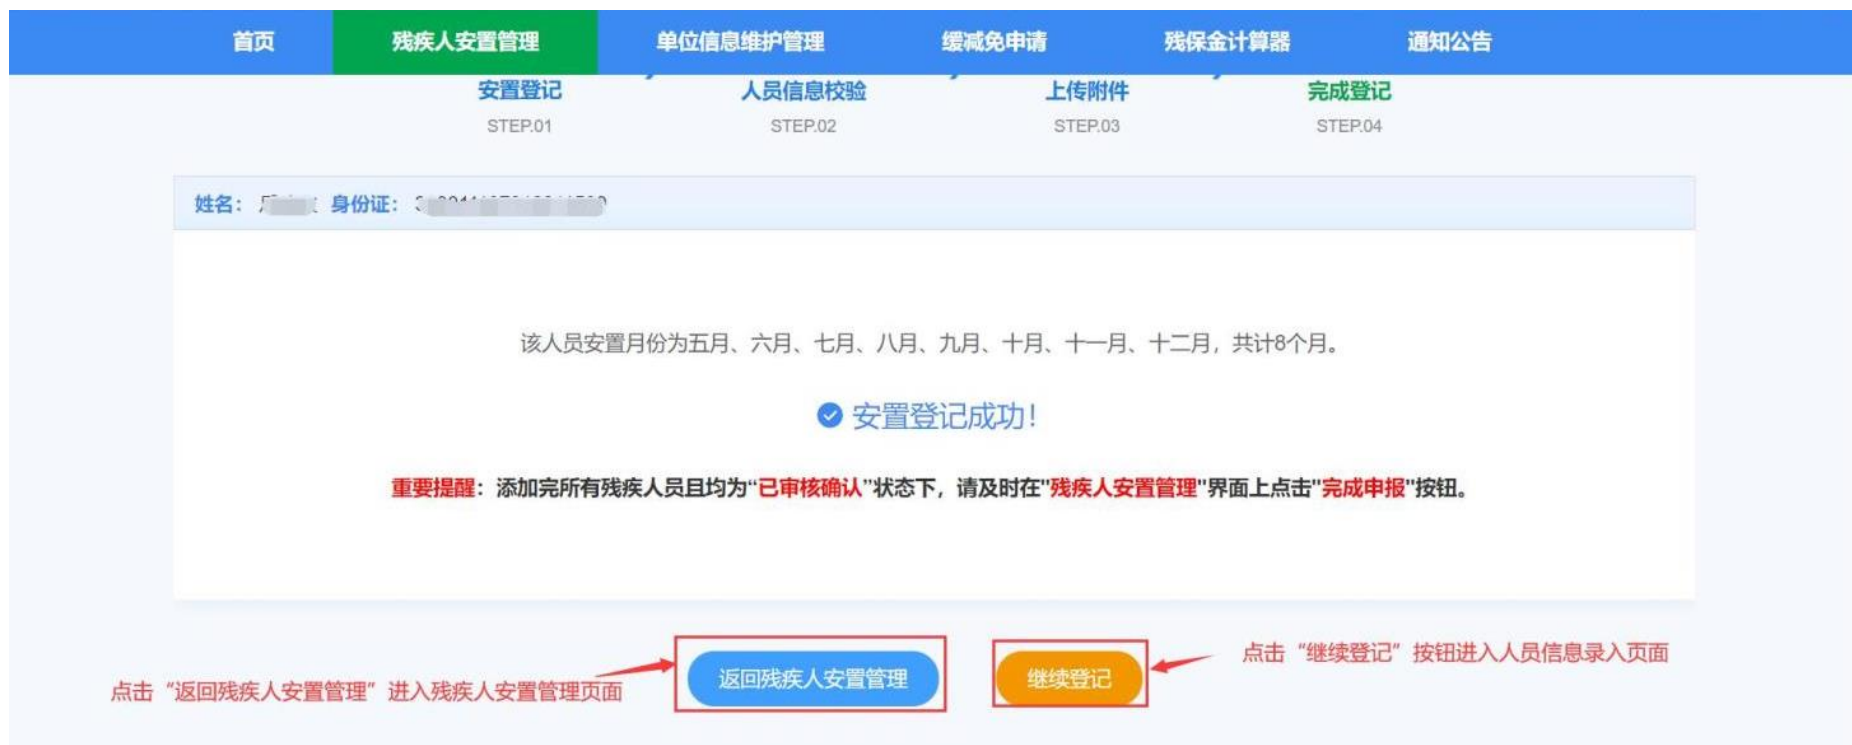 首页 残疾人安置管理 单位信息维护管理 缓减免申请 残保金计算器 通知公告
安置登记 人员信息校验 上传附件 完成登记
STEP.01 STEP.02 STEP.03 STEP.04
姓名： 身份证：
该人员安置月份为五月、六月、七月、八月、九月、十月、十一月、十二月，共计8个月。
安置登记成功！
重要提醒：添加完所有残疾人员且均为“已审核确认”状态下，请及时在"残疾人安置管理"界面上点击"完成申报"按钮。
点击“继续登记”按钮进入人员信息录入页面
返回残疾人安置管理 继续登记
点击“返回残疾人安置管理”进入残疾人安置管理页面